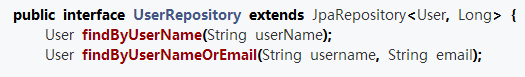 public interface UserRepository extends JpaRepository<User, Long> {
User findByUserName(String userName);
User findByUserNameOrEmail(String username, String email);